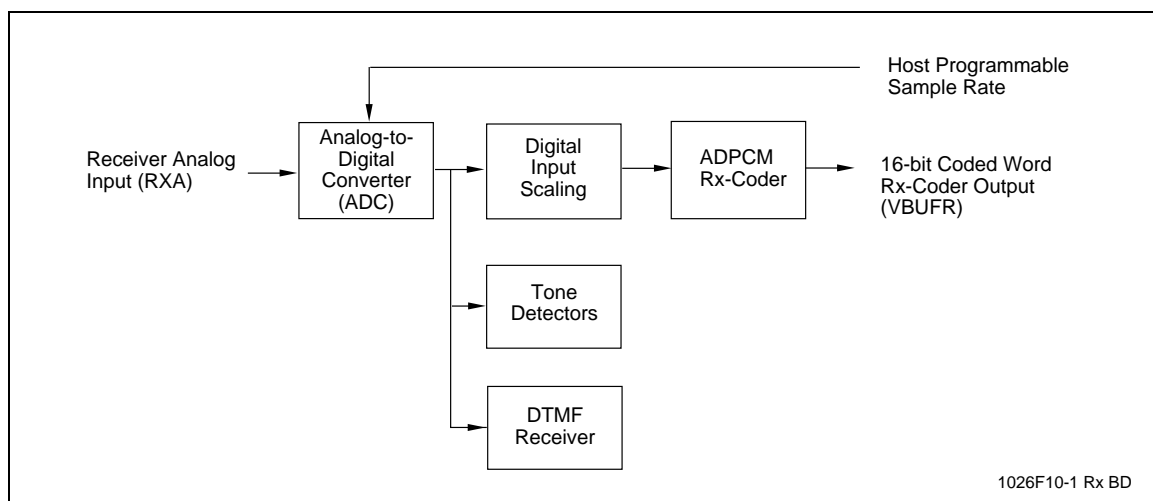 Host Programmable
Sample Rate
Receiver Analog
Input (RXA)
Analog-to-
Digital
Converter
(ADC)
Digital
Input
Scaling
ADPCM
Rx-Coder
16-bit Coded Word
Rx-Coder Output
(VBUFR)
Tone
Detectors
DTMF
Receiver
1026F10-1 Rx BD